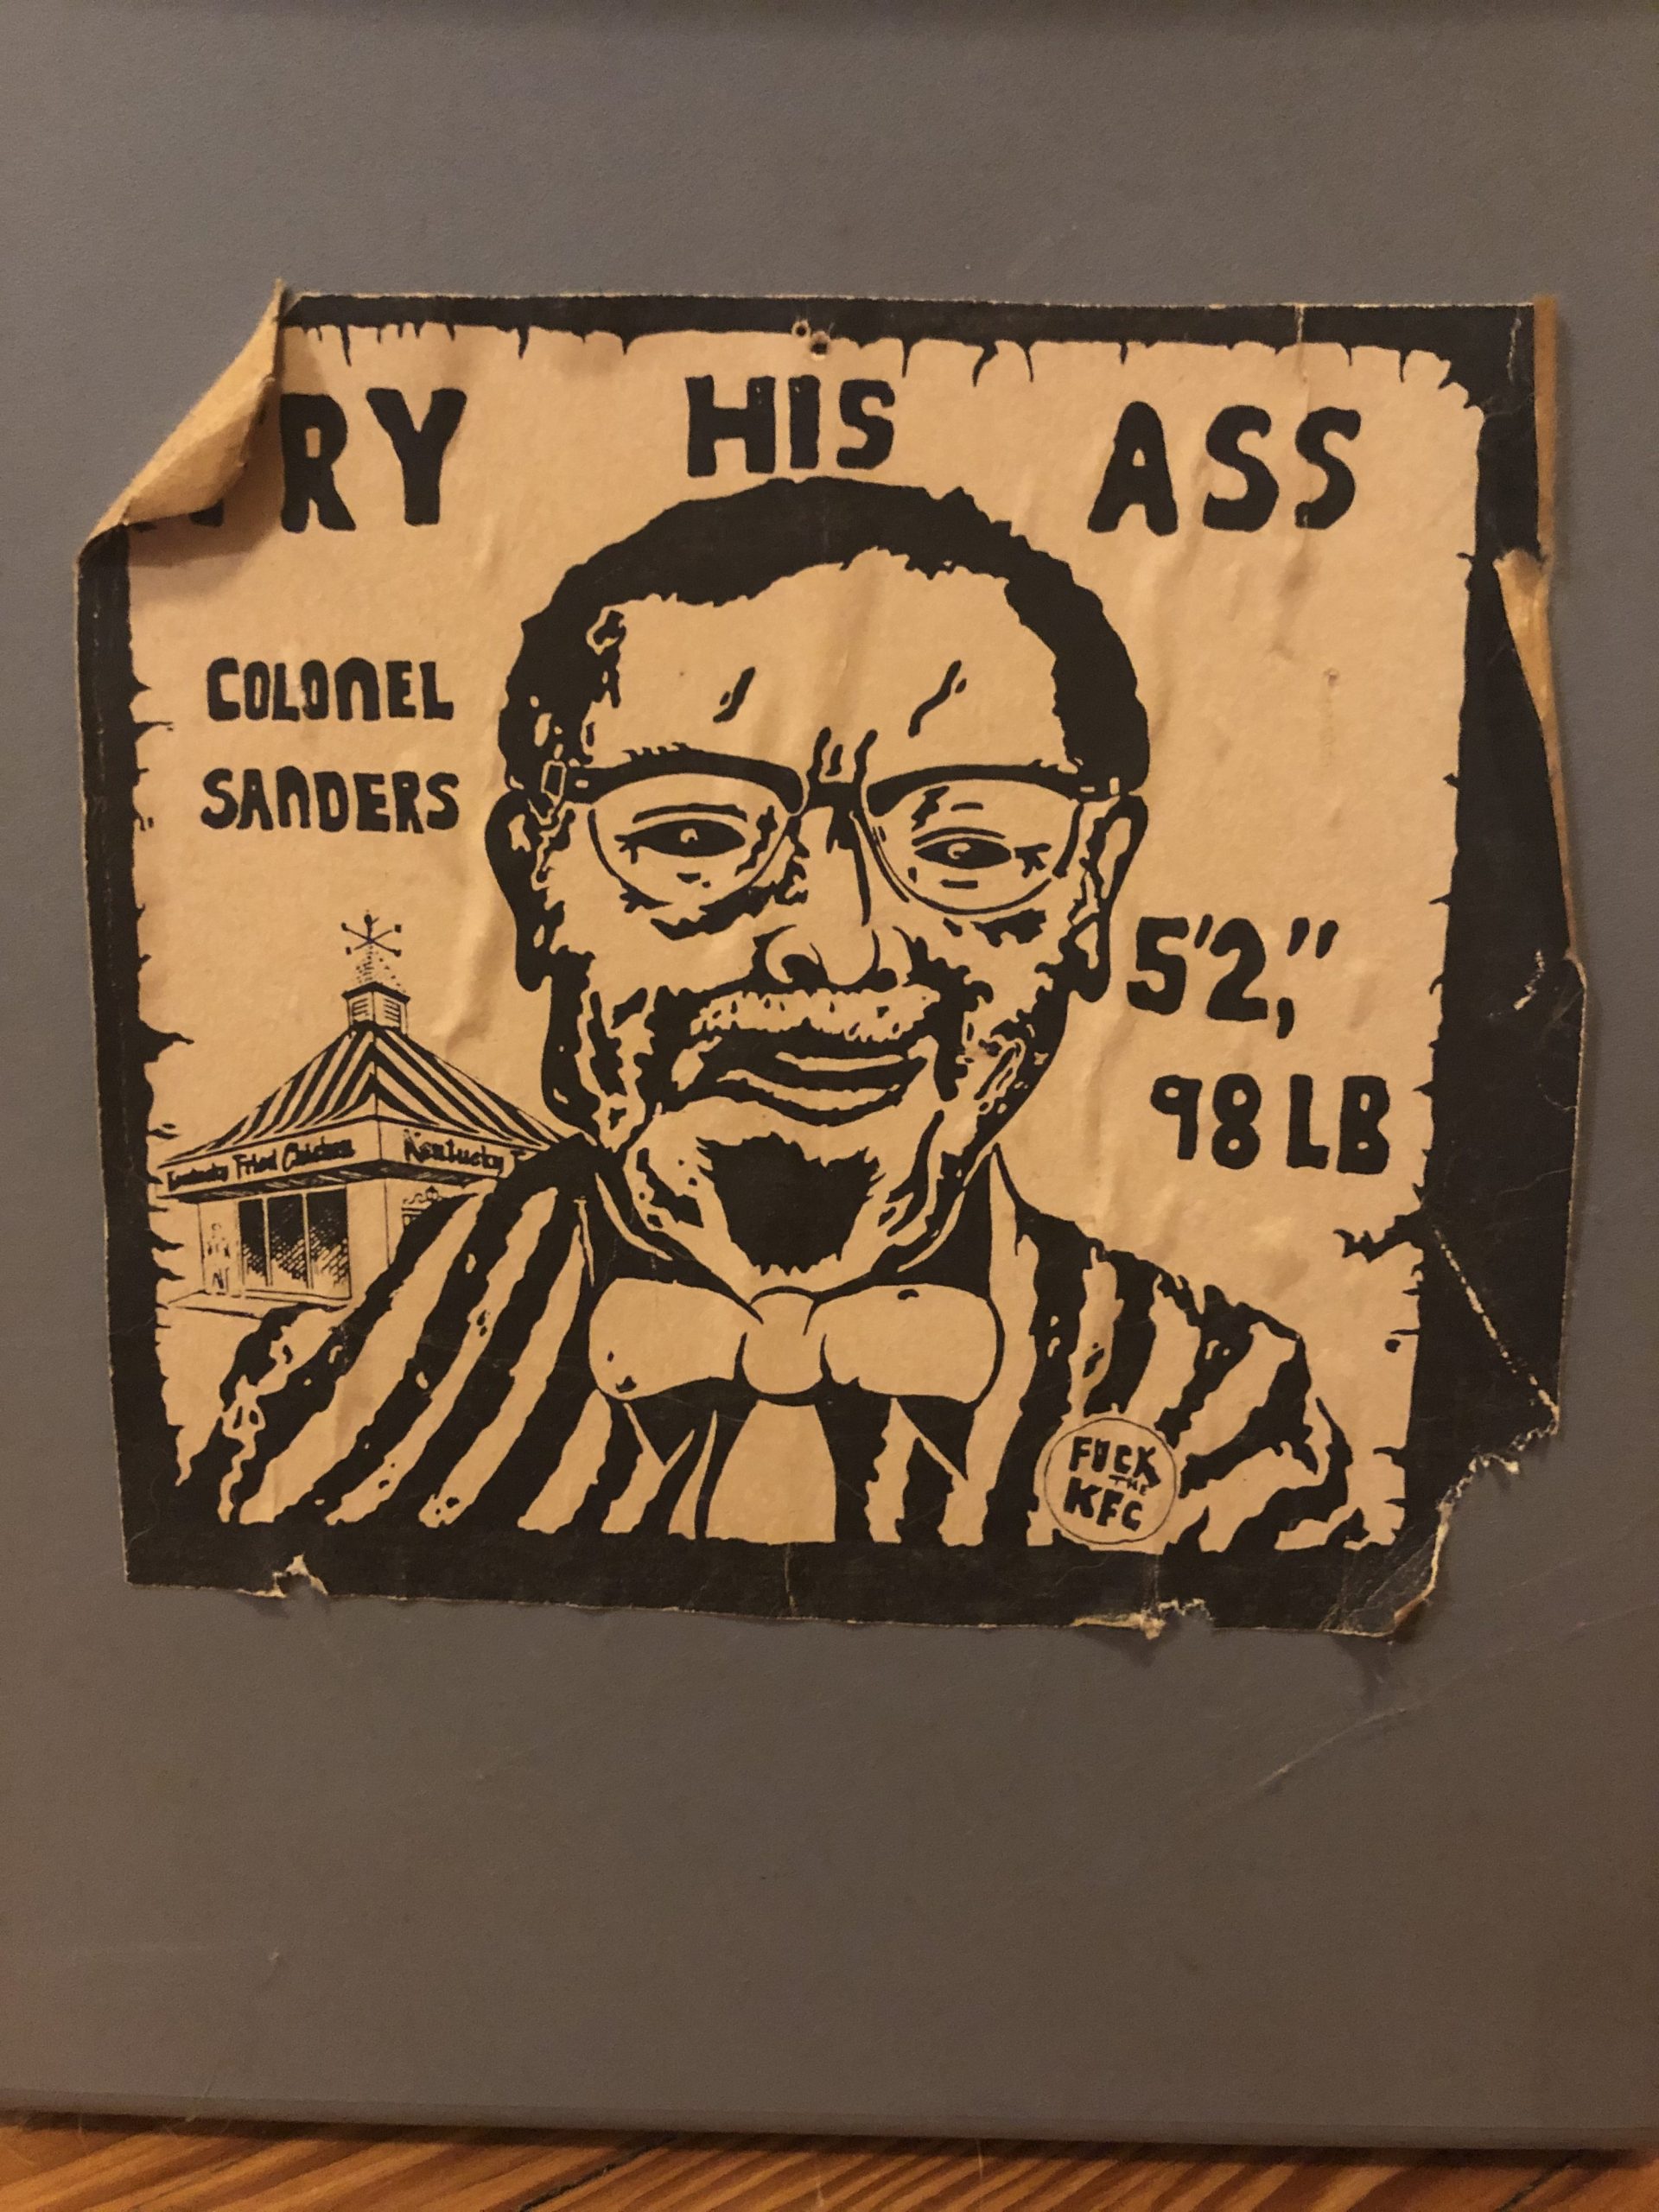 RY HIS ASS
COLONEL
SANDERS
5'2,"
98 LB
Kentucky Fried Chicken
Kentucky F
FUCK
THE
KFC